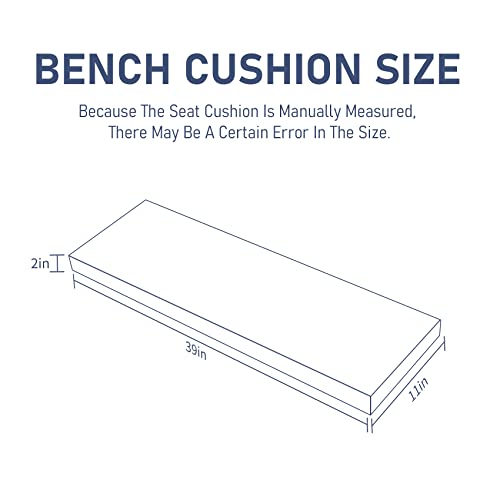 BENCH CUSHION SIZE
Because The Seat Cushion Is Manually Measured,
There May Be A Certain Error In The Size.
2in
39in
11in